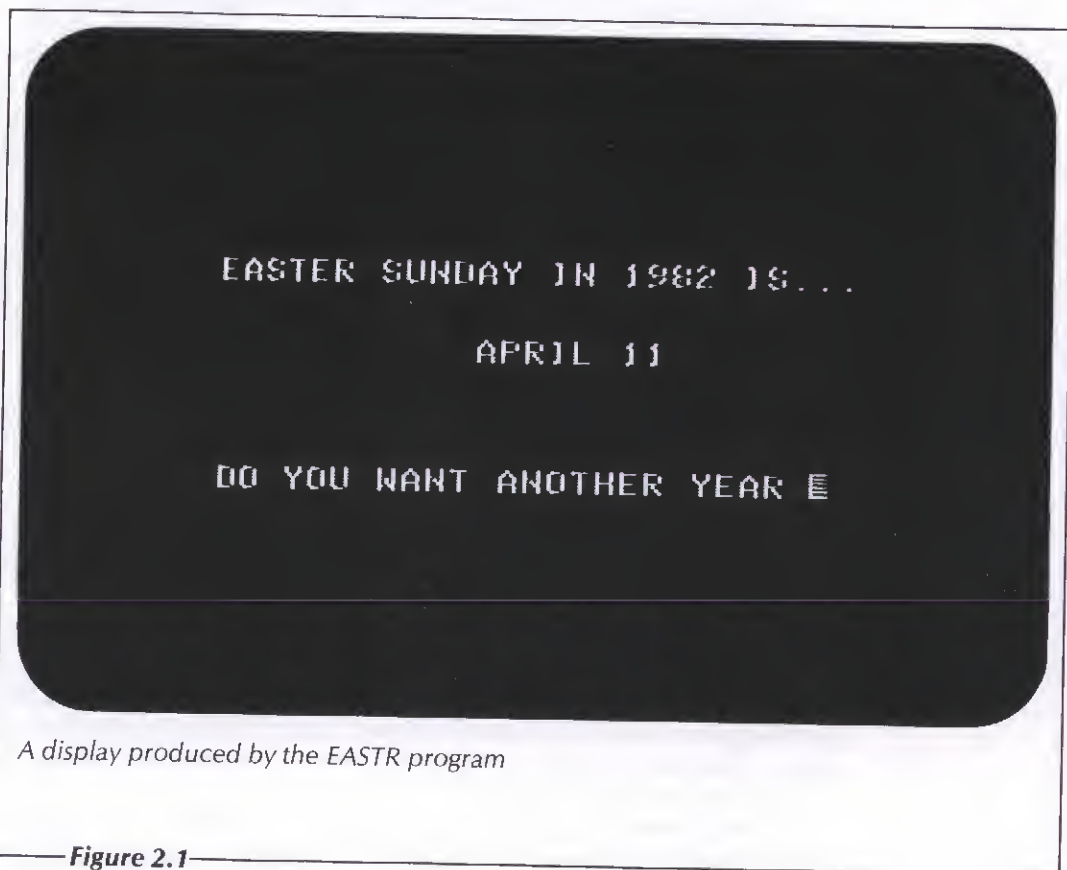 EASTER SUNDAY IN 1982 IS...
APRIL 11
DO YOU WANT ANOTHER YEAR
A display produced by the EASTR program
Figure 2.1